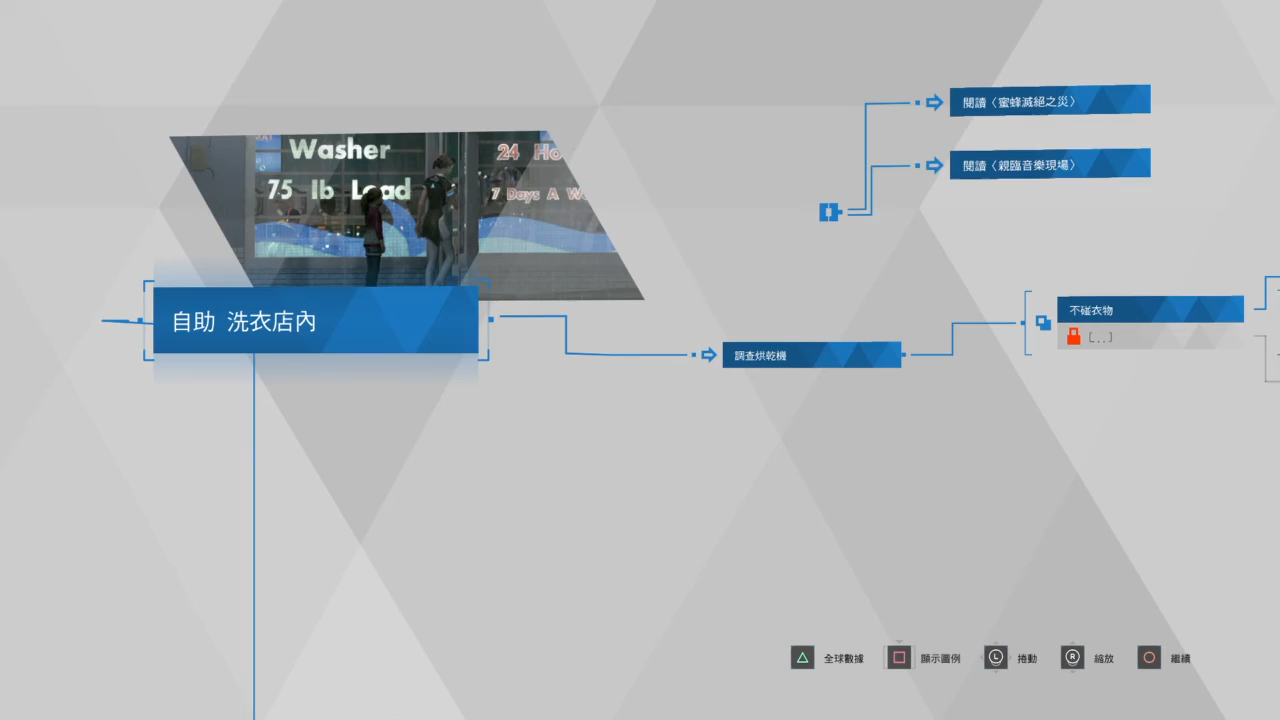 閱讀〈蜜蜂滅絕之災〉
閱讀〈親臨音樂現場〉
Washer
75 lb Load
24 Ho
7 Days A W
自助 洗衣店內
調查烘乾機
不碰衣物
[..]
全球數據
顯示圖例
L
捲動
R
縮放
繼續